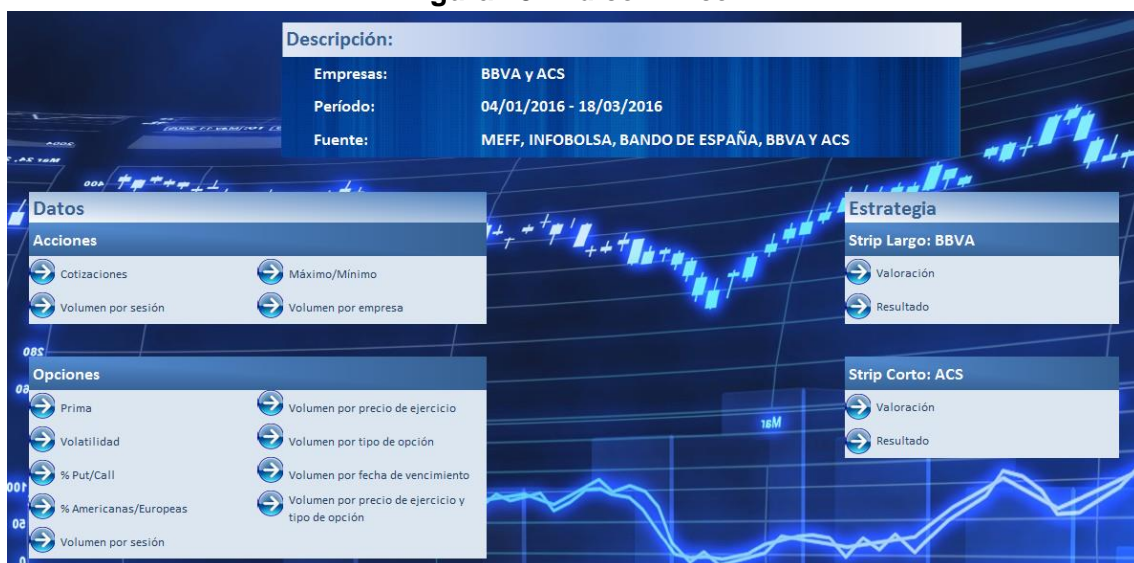 Descripción:
Empresas: BBVA y ACS
Período: 04/01/2016 - 18/03/2016
Fuente: MEFF, INFOBOLSA, BANDO DE ESPAÑA, BBVA Y ACS
Datos
Acciones
Cotizaciones
Máximo/Mínimo
Volumen por sesión
Volumen por empresa
Opciones
Prima
Volumen por precio de ejercicio
Volatilidad
Volumen por tipo de opción
% Put/Call
Volumen por fecha de vencimiento
% Americanas/Europeas
Volumen por precio de ejercicio y
tipo de opción
Volumen por sesión
Estrategia
Strip Largo: BBVA
Valoración
Resultado
Strip Corto: ACS
Valoración
Resultado
Mar
280
400